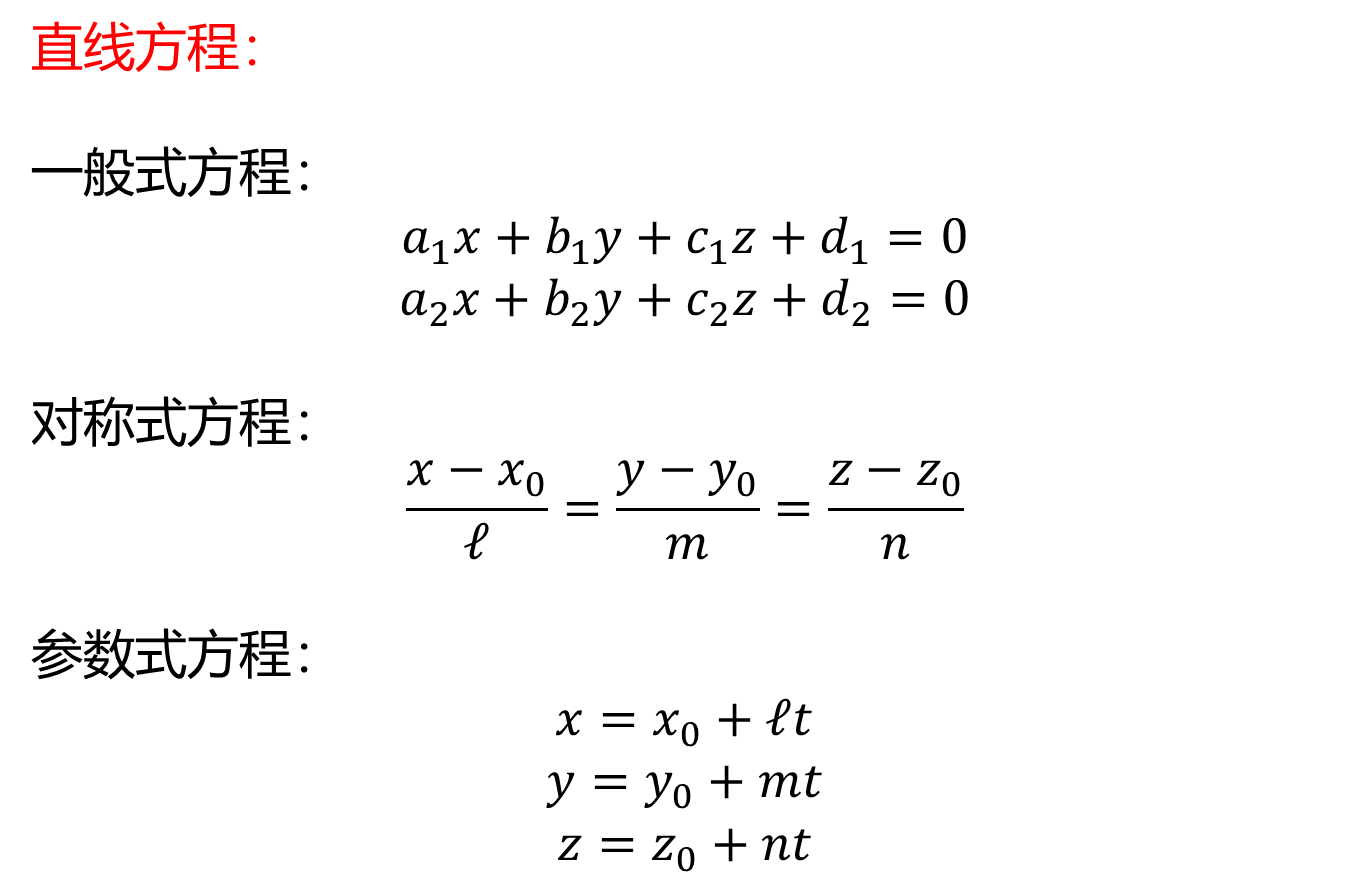 直线方程：
一般式方程：
a₁x + b₁y + c₁z + d₁ = 0
a₂x + b₂y + c₂z + d₂ = 0
对称式方程：
(x − x₀)/ℓ = (y − y₀)/m = (z − z₀)/n
参数式方程：
x = x₀ + ℓt
y = y₀ + mt
z = z₀ + nt